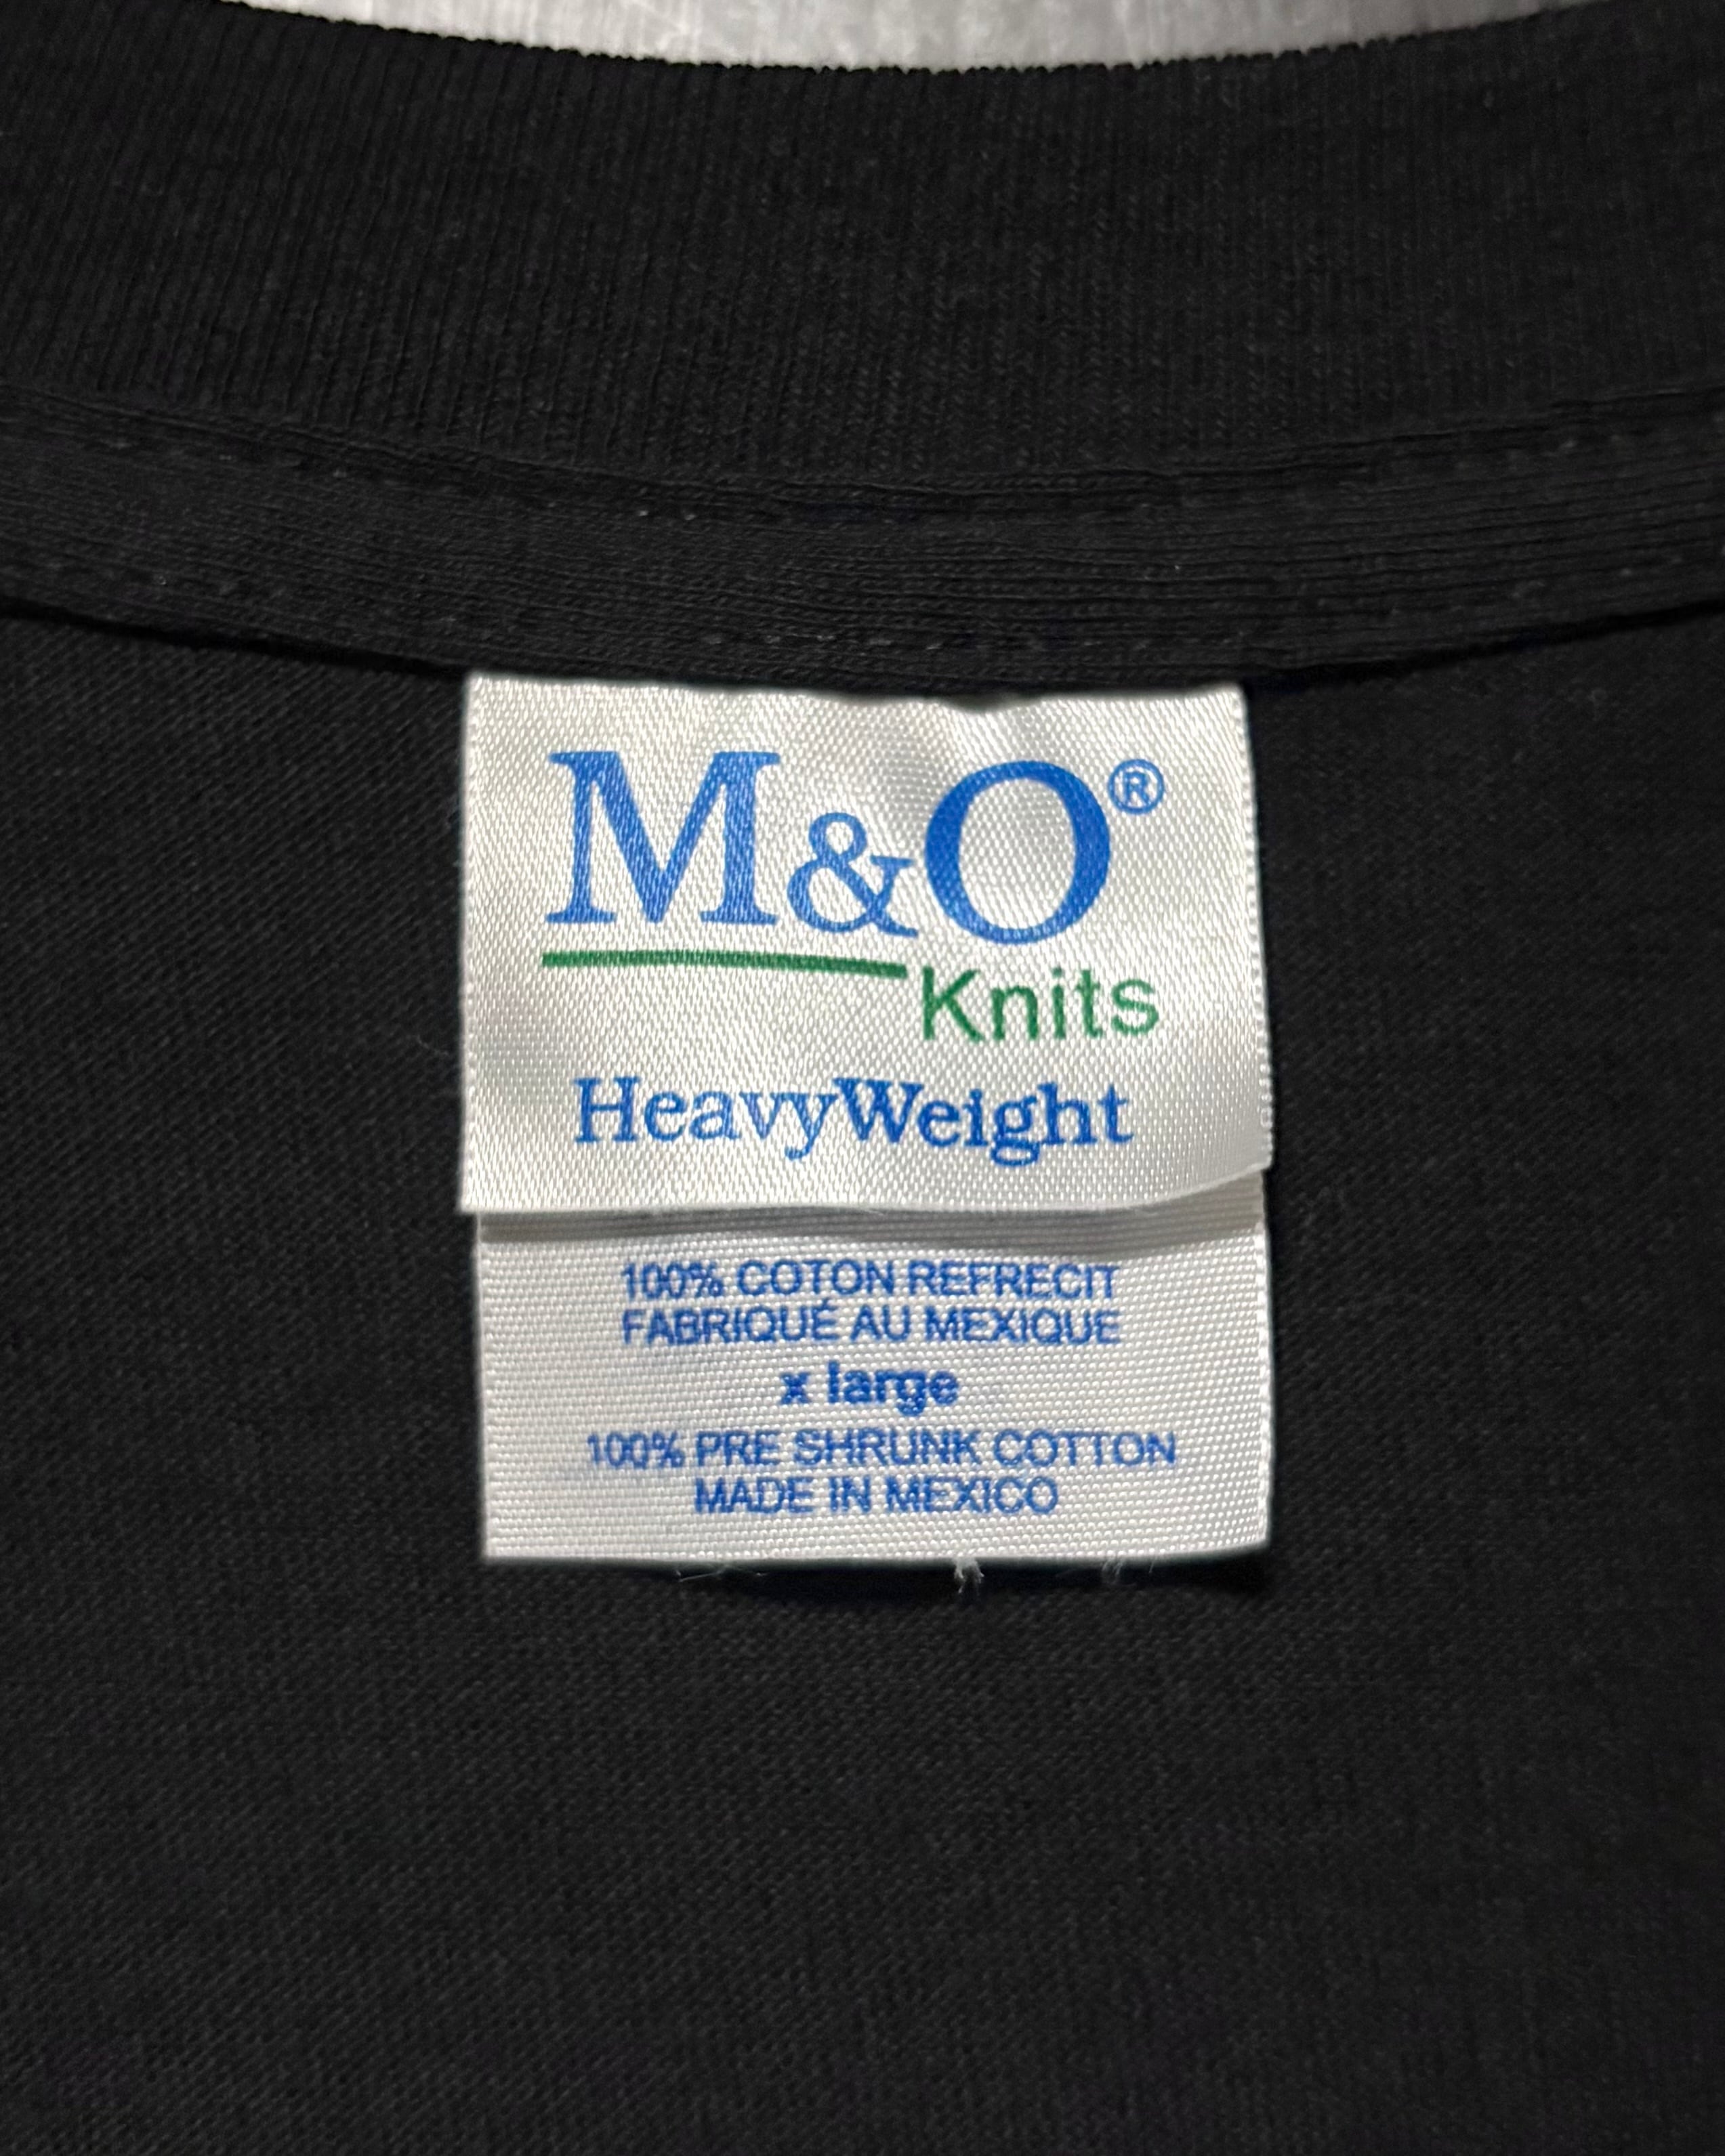 M&O®
Knits
HeavyWeight
100% COTON REFRECIT
FABRIQUÉ AU MEXIQUE
x large
100% PRE SHRUNK COTTON
MADE IN MEXICO